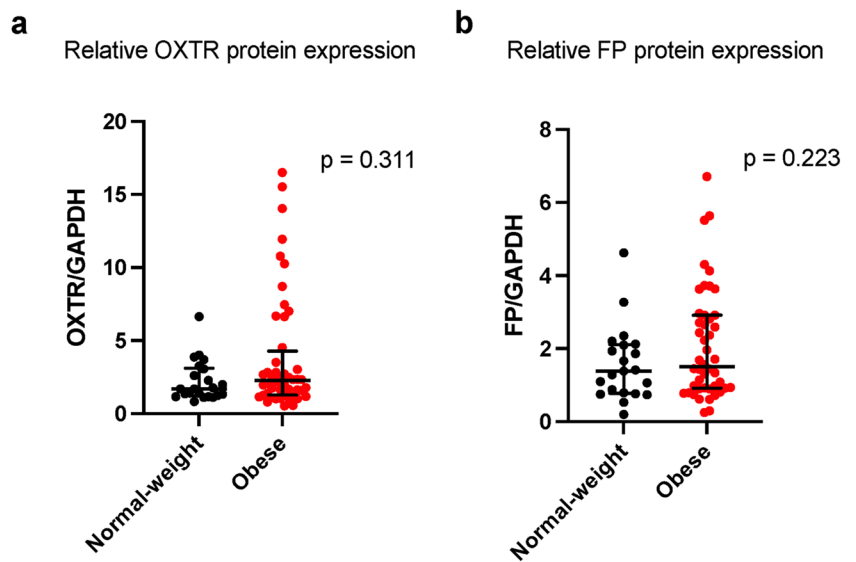 a
Relative OXTR protein expression
20
15
10
5
0
OXTR/GAPDH
p = 0.311
Normal-weight
Obese
b
Relative FP protein expression
8
6
4
2
0
FP/GAPDH
p = 0.223
Normal-weight
Obese